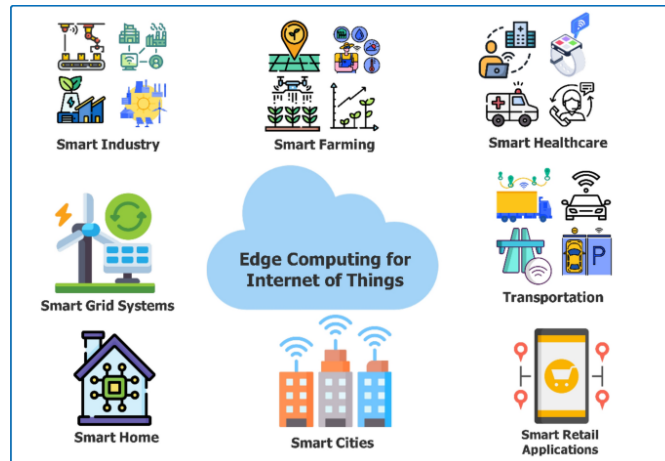 Smart Industry
Smart Farming
Smart Healthcare
Edge Computing for
Internet of Things
Smart Grid Systems
P
Transportation
Smart Home
Smart Cities
Smart Retail
Applications